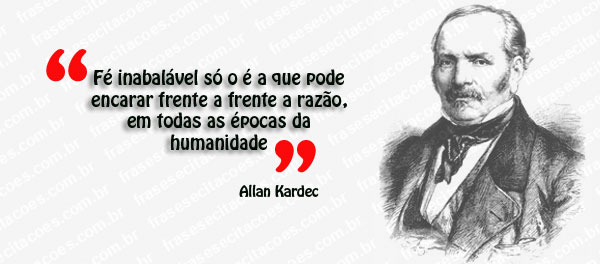 “Fé inabalável só o é a que pode
encarar frente a frente a razão,
em todas as épocas da
humanidade”
Allan Kardec
frasesecitacoes.com.br